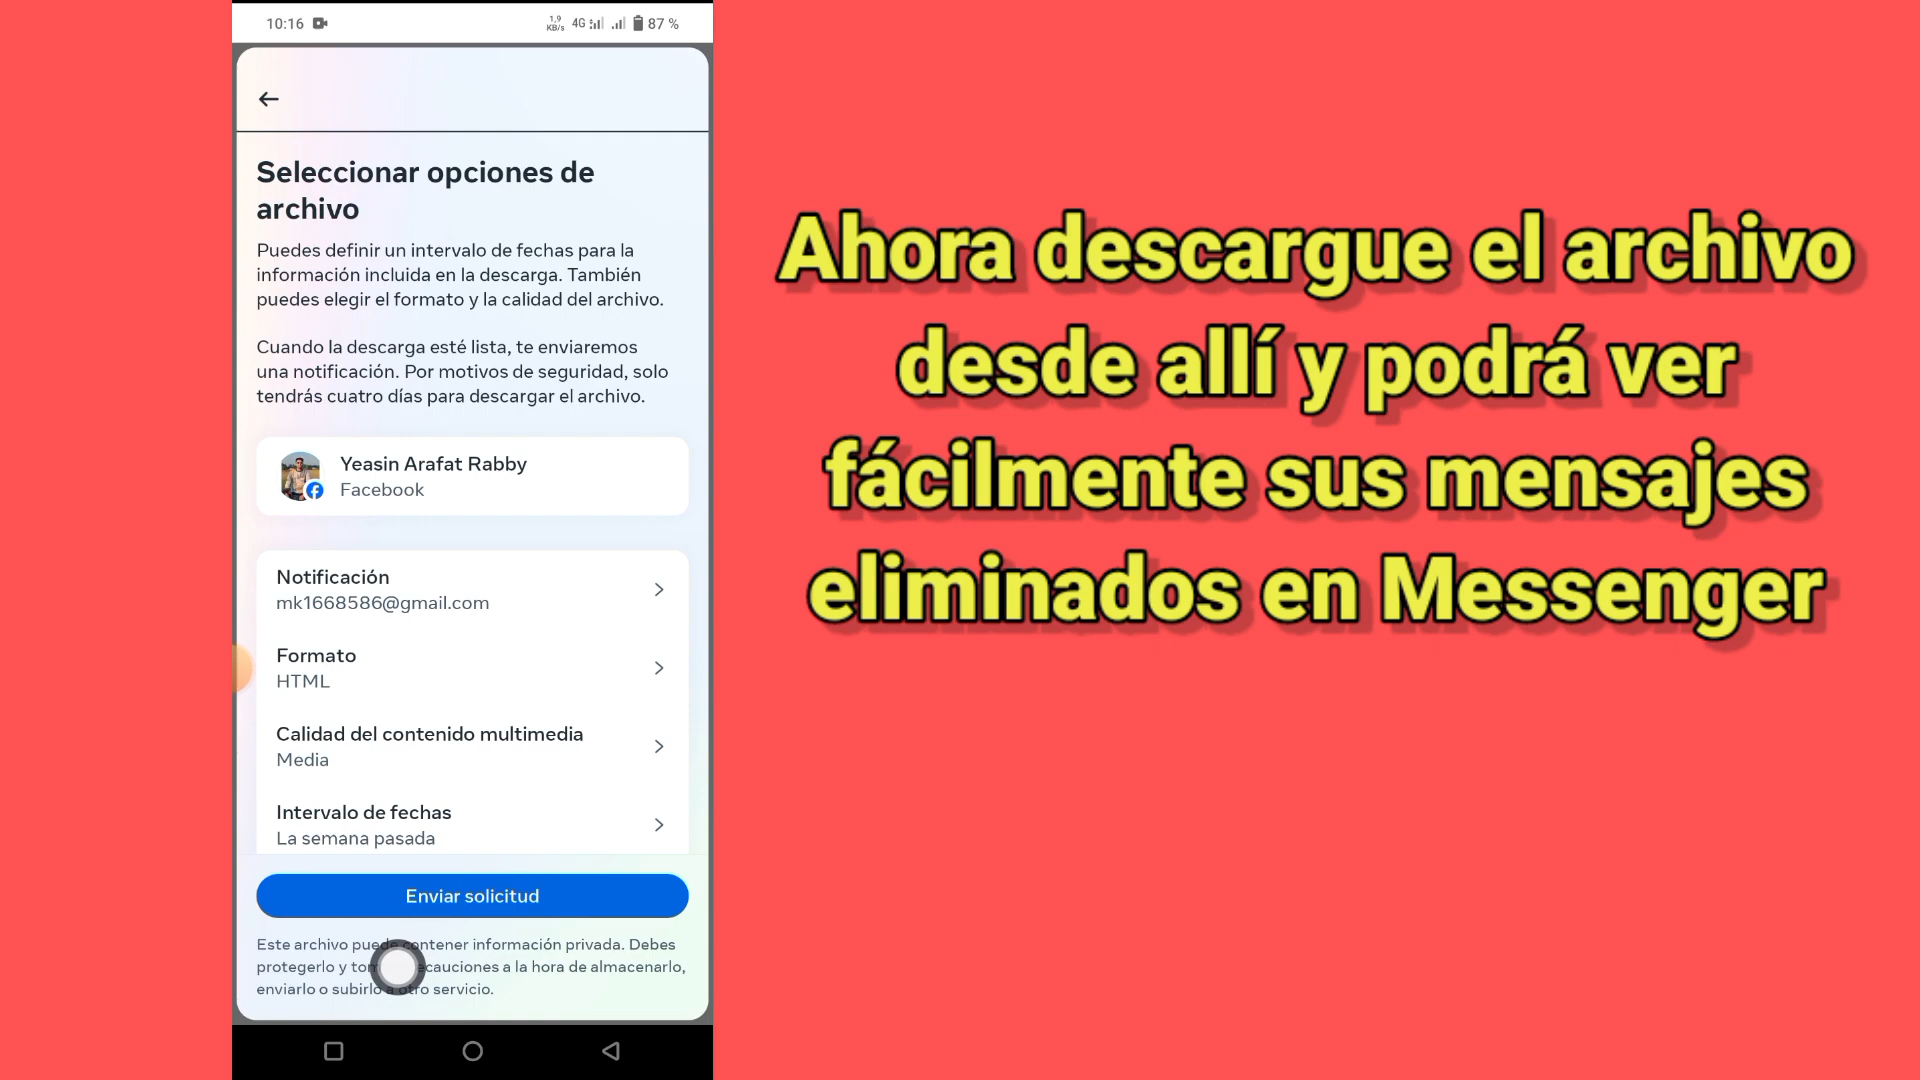 10:16
1,9 KB/s 4G 87 %
Seleccionar opciones de
archivo
Puedes definir un intervalo de fechas para la
información incluida en la descarga. También
puedes elegir el formato y la calidad del archivo.
Cuando la descarga esté lista, te enviaremos
una notificación. Por motivos de seguridad, solo
tendrás cuatro días para descargar el archivo.
Yeasin Arafat Rabby
Facebook
Notificación
mk1668586@gmail.com
Formato
HTML
Calidad del contenido multimedia
Media
Intervalo de fechas
La semana pasada
Enviar solicitud
Este archivo puede contener información privada. Debes
protegerlo y a la hora de almacenarlo,
enviarlo o subirlo a otro servicio.
Ahora descargue el archivo
desde allí y podrá ver
fácilmente sus mensajes
eliminados en Messenger